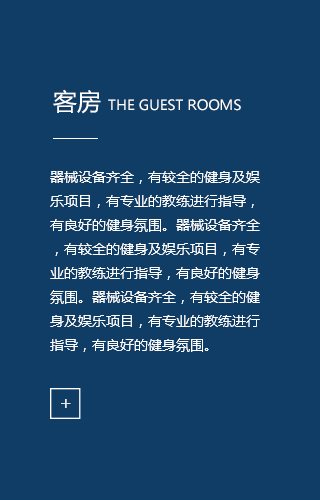 客房 THE GUEST ROOMS
器械设备齐全，有较全的健身及娱
乐项目，有专业的教练进行指导，
有良好的健身氛围。器械设备齐全
，有较全的健身及娱乐项目，有专
业的教练进行指导，有良好的健身
氛围。器械设备齐全，有较全的健
身及娱乐项目，有专业的教练进行
指导，有良好的健身氛围。
+